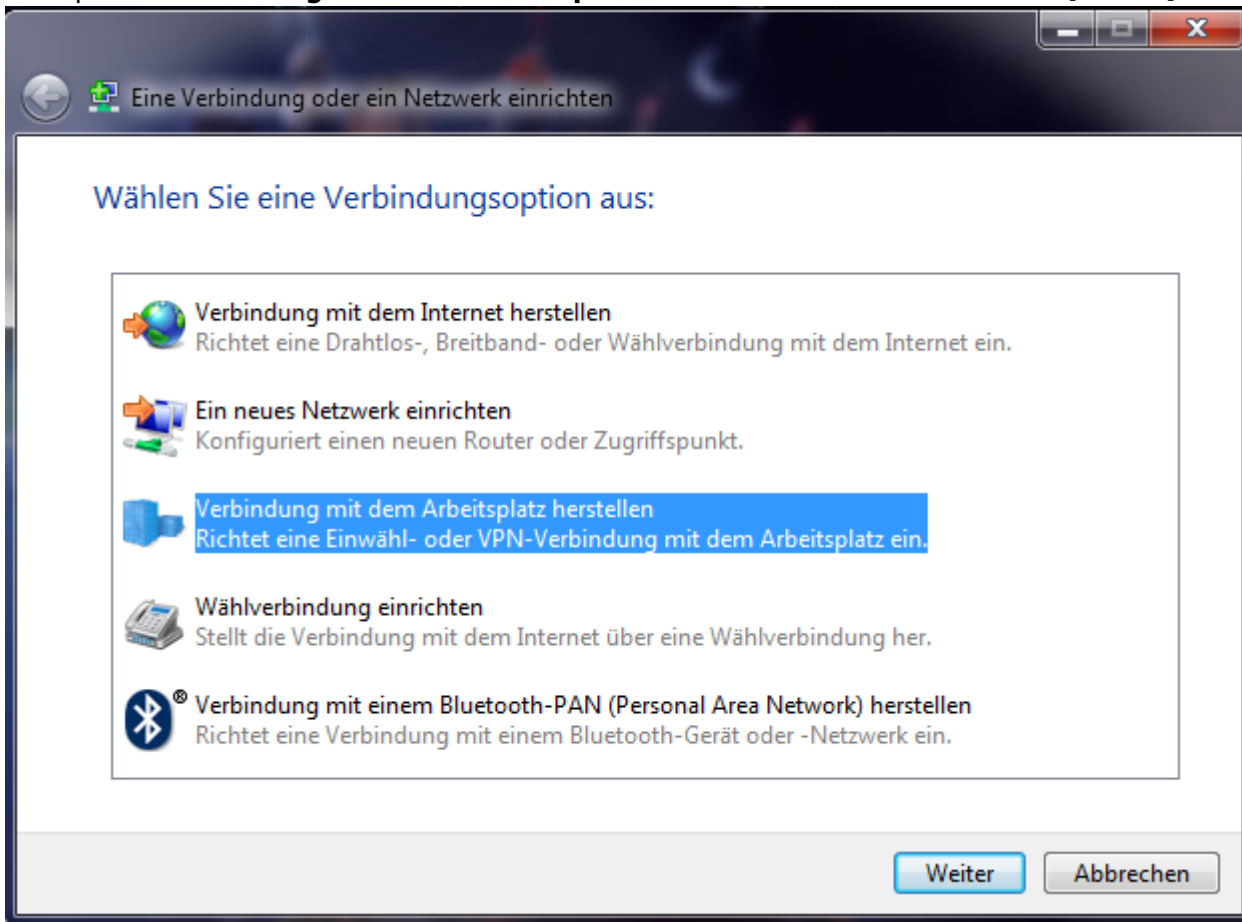 Eine Verbindung oder ein Netzwerk einrichten
Wählen Sie eine Verbindungsoption aus:
Verbindung mit dem Internet herstellen
Richtet eine Drahtlos-, Breitband- oder Wählverbindung mit dem Internet ein.
Ein neues Netzwerk einrichten
Konfiguriert einen neuen Router oder Zugriffspunkt.
Verbindung mit dem Arbeitsplatz herstellen
Richtet eine Einwähl- oder VPN-Verbindung mit dem Arbeitsplatz ein.
Wählverbindung einrichten
Stellt die Verbindung mit dem Internet über eine Wählverbindung her.
® Verbindung mit einem Bluetooth-PAN (Personal Area Network) herstellen
Richtet eine Verbindung mit einem Bluetooth-Gerät oder -Netzwerk ein.
Weiter Abbrechen